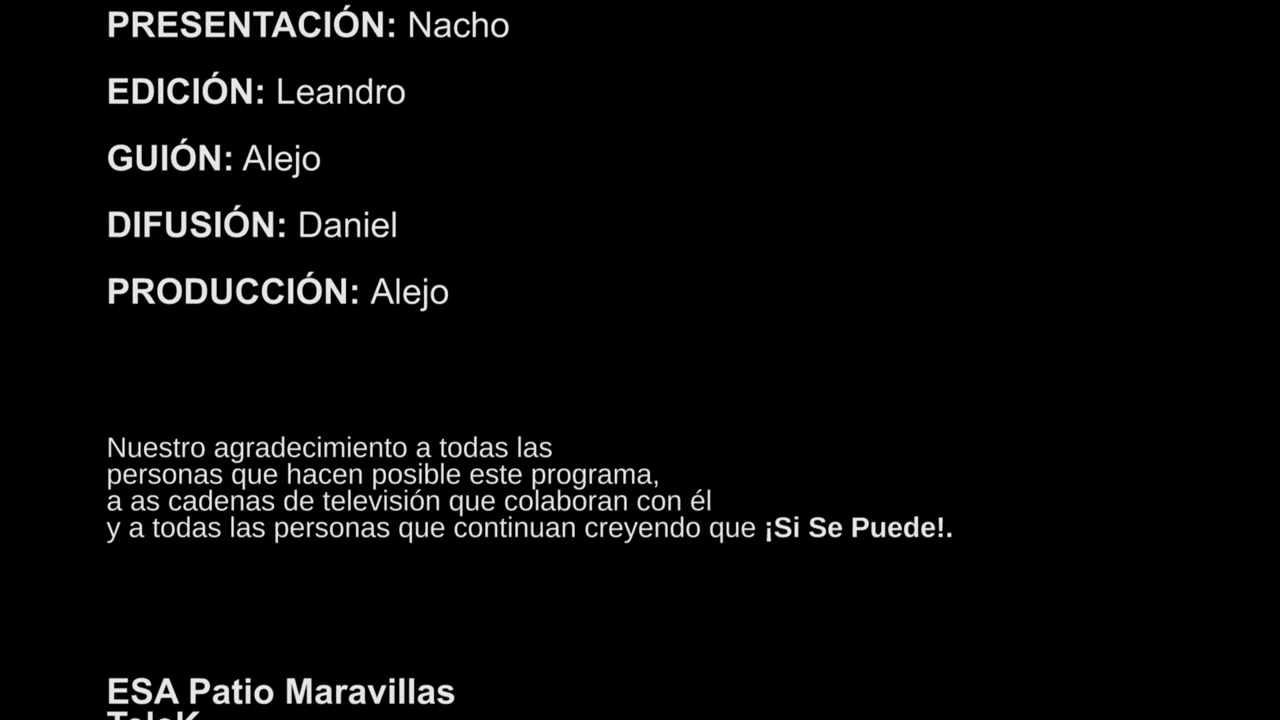 PRESENTACIÓN: Nacho
EDICIÓN: Leandro
GUIÓN: Alejo
DIFUSIÓN: Daniel
PRODUCCIÓN: Alejo
Nuestro agradecimiento a todas las
personas que hacen posible este programa,
a as cadenas de televisión que colaboran con él
y a todas las personas que continuan creyendo que ¡Si Se Puede!.
ESA Patio Maravillas
TeleK